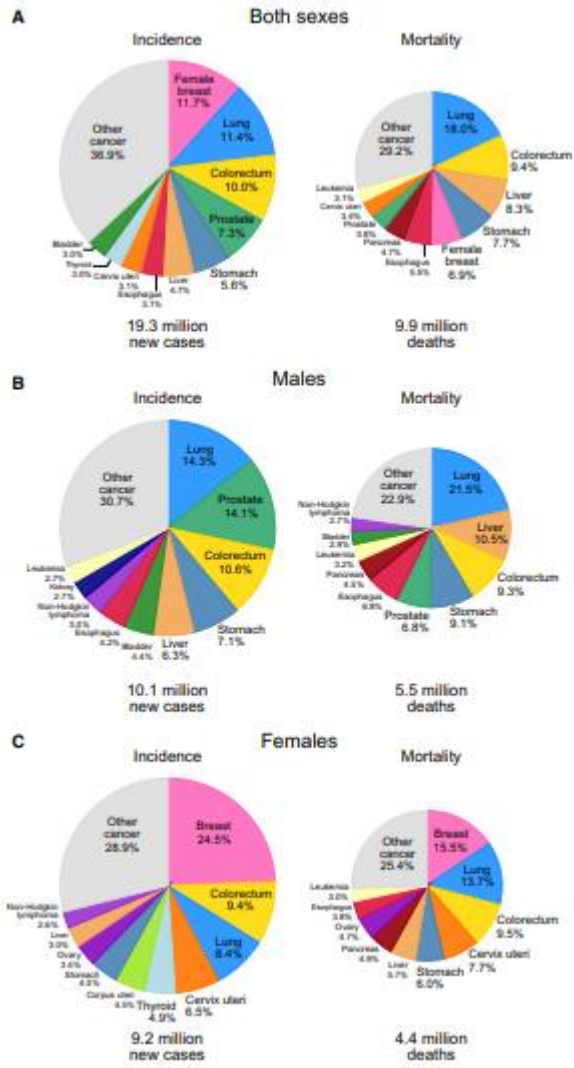 A
Both sexes
Incidence
Mortality
Female
breast
11.7%
Lung
11.4%
Colorectum
10.0%
Prostate
7.3%
Stomach
5.6%
Liver
4.7%
Esophagus
3.1%
Cervix uteri
3.1%
Thyroid
3.0%
Bladder
3.0%
Other
cancer
36.9%
19.3 million
new cases
Lung
18.0%
Colorectum
9.4%
Liver
8.3%
Stomach
7.7%
Female
breast
6.9%
Esophagus
5.5%
Pancreas
4.7%
Prostate
3.8%
Cervix uteri
3.4%
Leukemia
3.1%
Other
cancer
29.2%
9.9 million
deaths
B
Males
Incidence
Mortality
Lung
14.3%
Prostate
14.1%
Colorectum
10.6%
Stomach
7.1%
Liver
6.3%
Bladder
4.4%
Esophagus
4.2%
Non-Hodgkin
lymphoma
3.0%
Kidney
2.7%
Leukemia
2.7%
Other
cancer
30.7%
10.1 million
new cases
Lung
21.5%
Liver
10.5%
Colorectum
9.3%
Stomach
9.1%
Prostate
6.8%
Esophagus
6.8%
Pancreas
4.5%
Leukemia
3.2%
Bladder
2.9%
Non-Hodgkin
lymphoma
2.7%
Other
cancer
22.9%
5.5 million
deaths
C
Females
Incidence
Mortality
Breast
24.5%
Colorectum
9.4%
Lung
8.4%
Cervix uteri
6.5%
Thyroid
4.9%
Corpus uteri
4.5%
Stomach
4.0%
Ovary
3.4%
Liver
3.0%
Non-Hodgkin
lymphoma
2.6%
Other
cancer
28.9%
9.2 million
new cases
Breast
15.5%
Lung
13.7%
Colorectum
9.5%
Cervix uteri
7.7%
Stomach
6.0%
Liver
5.7%
Pancreas
4.9%
Ovary
4.7%
Esophagus
3.8%
Leukemia
3.0%
Other
cancer
25.4%
4.4 million
deaths